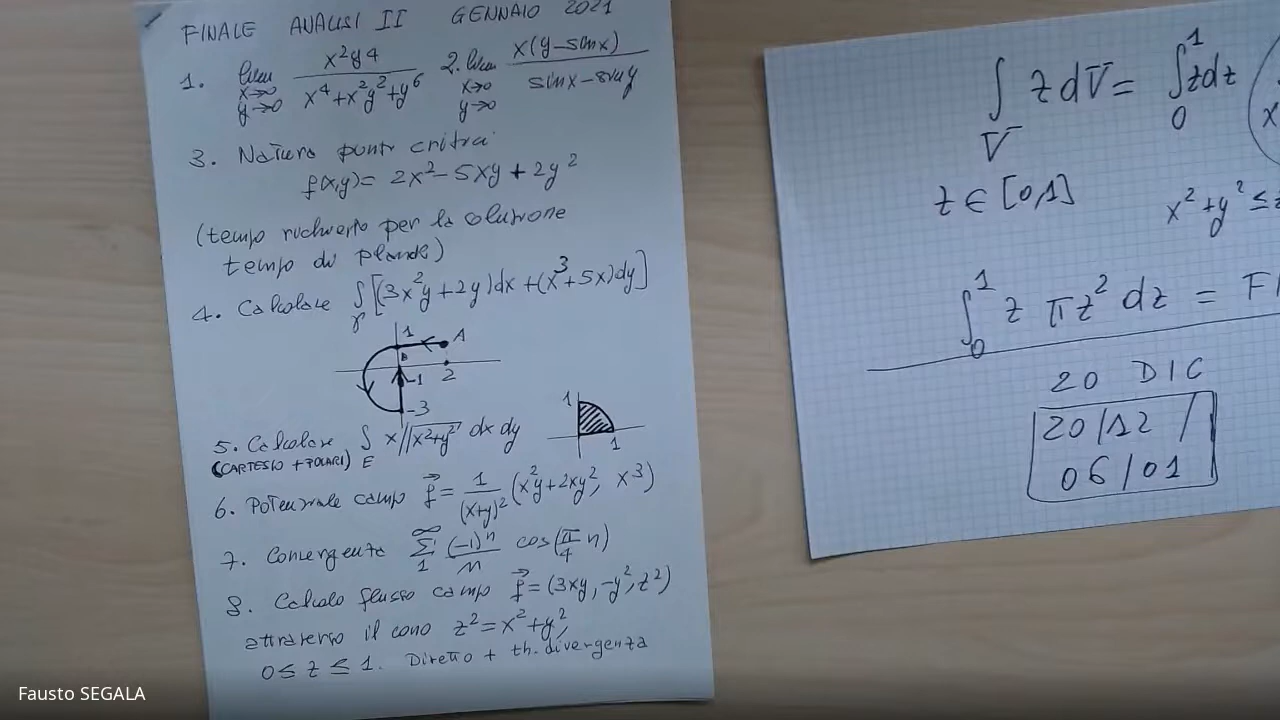 FINALE ANALISI II GENNAIO 2021
1. lim x→0 y→0 x²y⁴ / x⁴+x²y²+y⁶ 2. lim x→0 y→0 x(y-sinx) / sinx-siny
3. Natura punti critici
f(x,y)= 2x²-5xy+2y²
(tempo richiesto per la soluzione
tempo di Planck)
4. Calcolare ∫γ [(3x²y+2y)dx+(x³+5x)dy]
1 A
B
-1 2
-3
5. Calcolare ∫E x/√x²+y² dx dy
(CARTESIO + POLARI)
1
1
6. Potenziale campo f⃗= 1/(x+y)² (x²y+2xy², x³)
7. Convergenza ∞Σ1 (-1)ⁿ/n cos(π/4 n)
8. Calcolo flusso campo f⃗=(3xy,-y²,z²)
attraverso il cono z²=x²+y²,
0≤z≤1. Diretto + th. divergenza
∫V z dV= ∫₀¹ zdz
z∈[0,1]
x²+y²≤z
∫₀¹ z πz² dz =
20 DIC
20/12 /
06/01
Fausto SEGALA